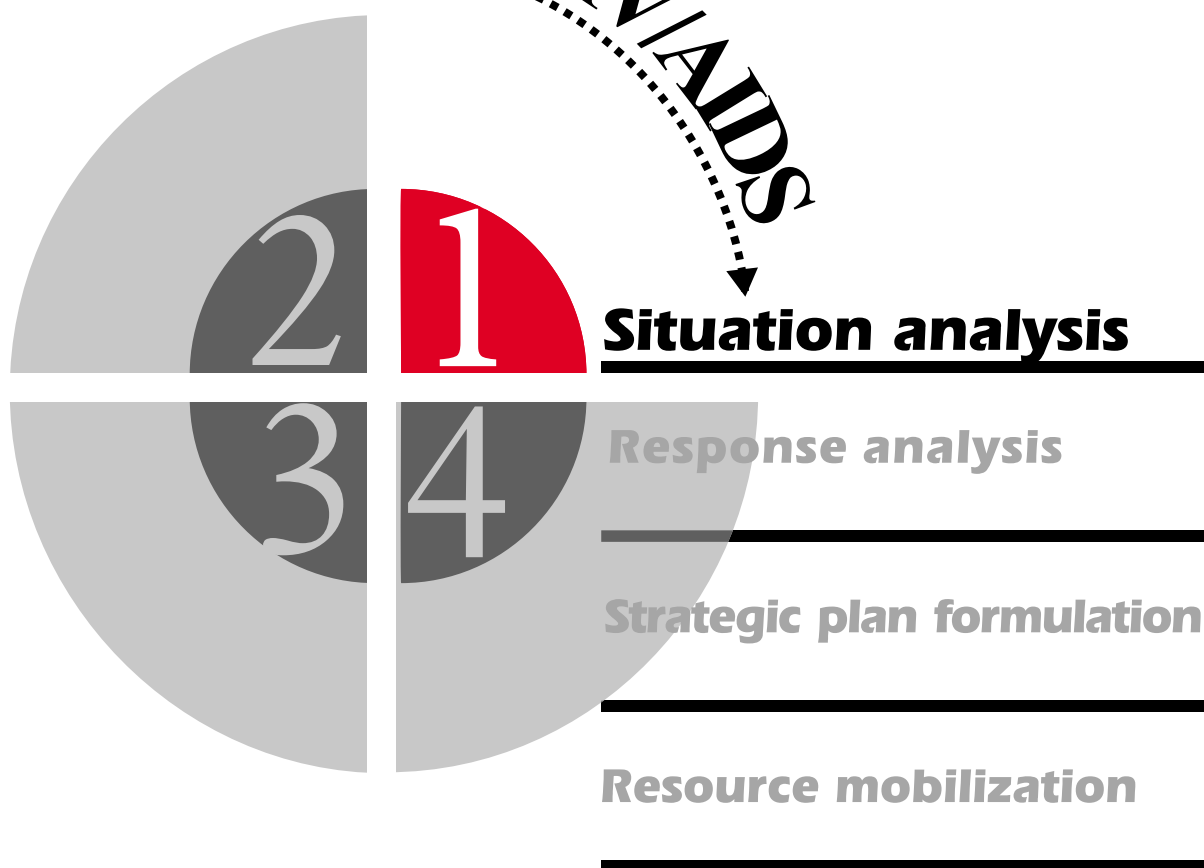 /AIDS
2 1
3 4
Situation analysis
Response analysis
Strategic plan formulation
Resource mobilization